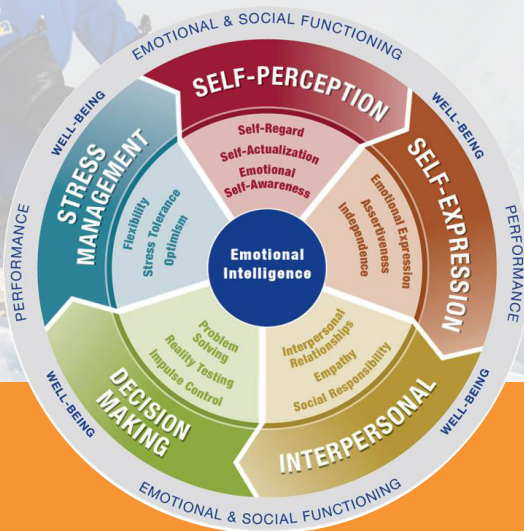 EMOTIONAL & SOCIAL FUNCTIONING
WELL-BEING
WELL-BEING
PERFORMANCE
PERFORMANCE
WELL-BEING
WELL-BEING
EMOTIONAL & SOCIAL FUNCTIONING
SELF-PERCEPTION
Self-Regard
Self-Actualization
Emotional
Self-Awareness
SELF-EXPRESSION
Emotional Expression
Assertiveness
Independence
INTERPERSONAL
Interpersonal
Relationships
Empathy
Social Responsibility
DECISION
MAKING
Problem
Solving
Reality Testing
Impulse Control
STRESS
MANAGEMENT
Flexibility
Stress Tolerance
Optimism
Emotional
Intelligence